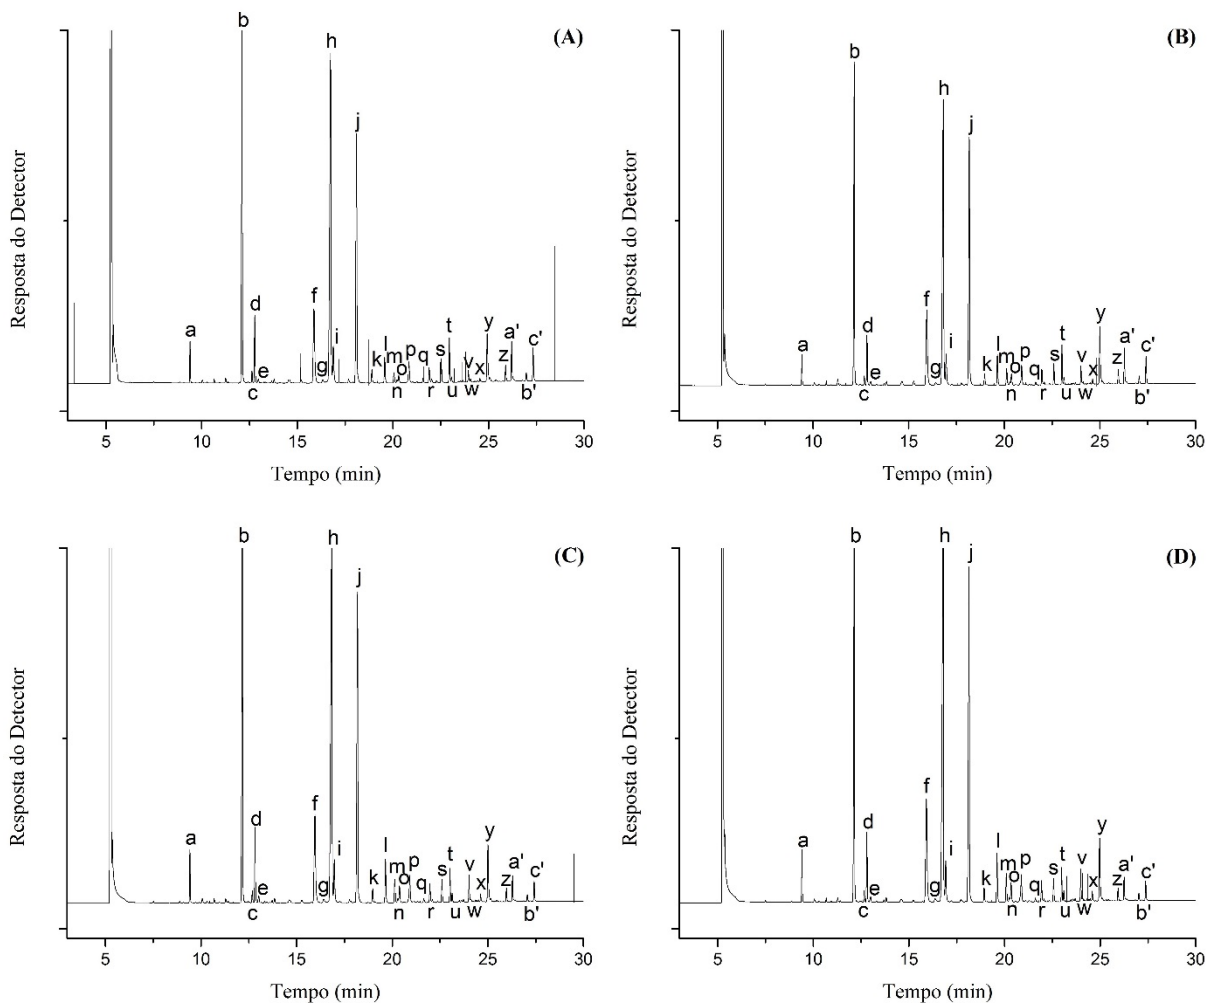 (A)
b
h
j
d
f
a
e
c
g
i
k
l
m
n
o
p
q
r
s
t
u
v
w
x
y
z
a'
b'
c'
Resposta do Detector
5 10 15 20 25 30
Tempo (min)
(B)
b
h
j
d
f
a
e
c
g
i
k
l
m
n
o
p
q
r
s
t
u
v
w
x
y
z
a'
b'
c'
Resposta do Detector
5 10 15 20 25 30
Tempo (min)
(C)
b
h
j
d
f
a
e
c
g
i
k
l
m
n
o
p
q
r
s
t
u
v
w
x
y
z
a'
b'
c'
Resposta do Detector
5 10 15 20 25 30
Tempo (min)
(D)
b
h
j
d
f
a
e
c
g
i
k
l
m
n
o
p
q
r
s
t
u
v
w
x
y
z
a'
b'
c'
Resposta do Detector
5 10 15 20 25 30
Tempo (min)